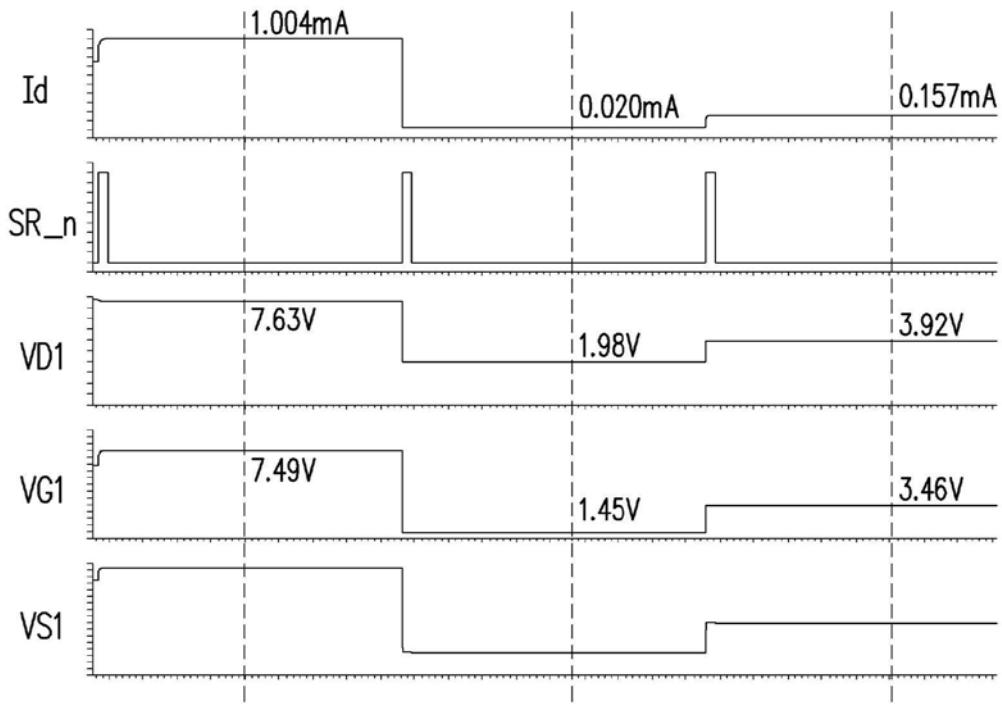 1.004mA
Id
0.020mA
0.157mA
SR_n
7.63V
1.98V
3.92V
VD1
7.49V
1.45V
3.46V
VG1
VS1